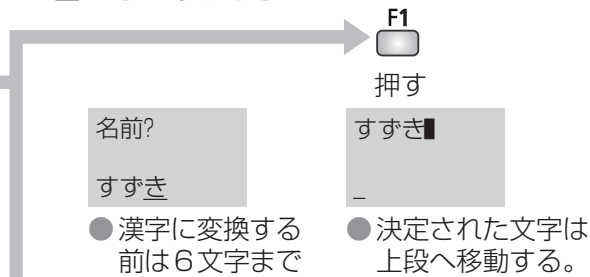 F1
押す
名前?
すずき
●漢字に変換する
前は6文字まで
すずき
_
●決定された文字は
上段へ移動する。